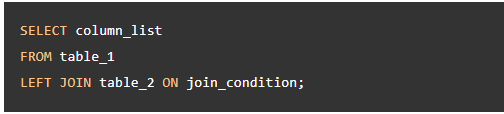 SELECT column_list
FROM table_1
LEFT JOIN table_2 ON join_condition;